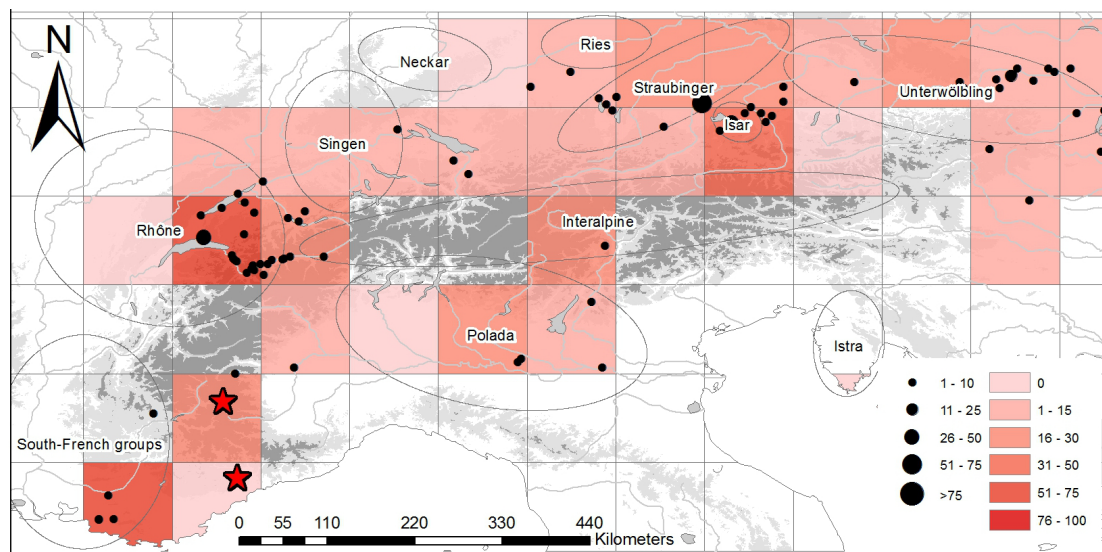 N
Neckar
Ries
Straubinger
Unterwölbling
Isar
Singen
Rhône
Interalpine
Polada
Istra
South-French groups
1 - 10
11 - 25
26 - 50
51 - 75
>75
0
1 - 15
16 - 30
31 - 50
51 - 75
76 - 100
0 55 110 220 330 440
Kilometers